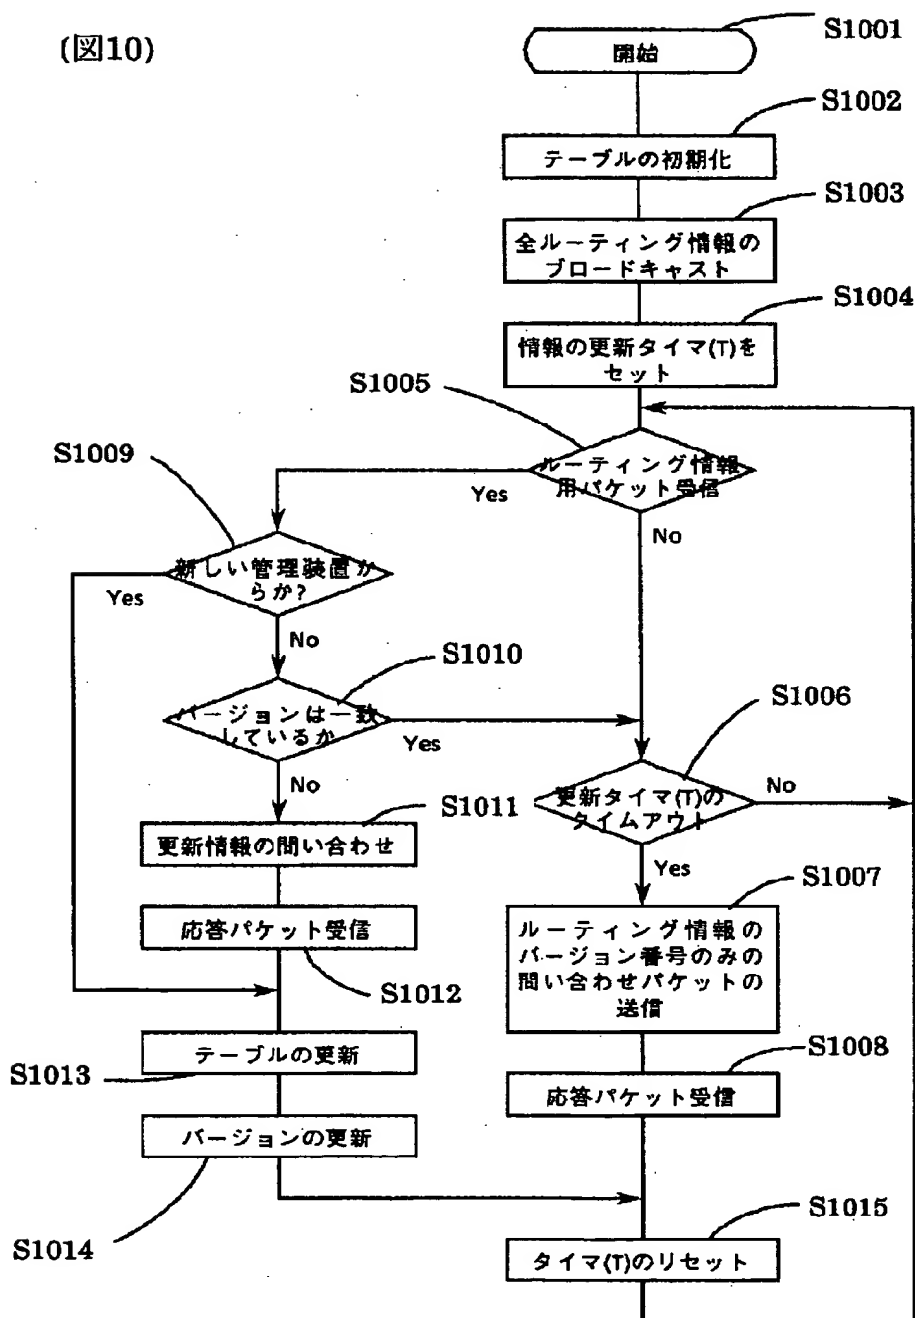 (図10)
S1001
開始
S1002
テーブルの初期化
S1003
全ルーティング情報の
ブロードキャスト
S1004
情報の更新タイマ(T)を
セット
S1005
ルーティング情報
用パケット受信
Yes
No
S1009
新しい管理装置か
らか?
Yes
No
S1010
バージョンは一致
しているか
Yes
No
S1006
更新タイマ(T)の
タイムアウト
No
Yes
S1011
更新情報の問い合わせ
応答パケット受信
S1012
S1007
ルーティング情報の
バージョン番号のみの
問い合わせパケットの
送信
S1013
テーブルの更新
S1008
応答パケット受信
バージョンの更新
S1014
S1015
タイマ(T)のリセット